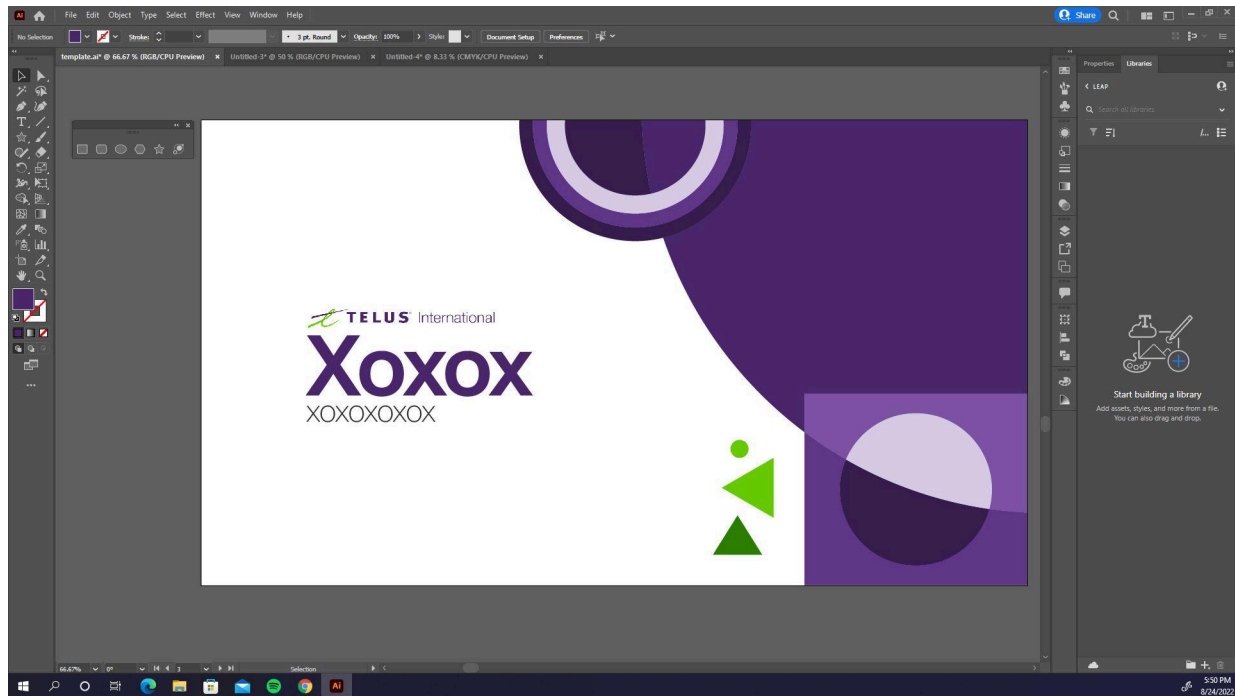 Ai File Edit Object Type Select Effect View Window Help Share
No Selection Stroke: 3 pt. Round Opacity: 100% Style: Document Setup Preferences
template.ai* @ 66.67 % (RGB/CPU Preview) × Untitled-3* @ 50 % (RGB/CPU Preview) × Untitled-4* @ 8.33 % (CMYK/CPU Preview) ×
Properties Libraries
LEAP
Search all libraries
TELUS International
Xoxox
XOXOXOXOX
Start building a library
Add assets, styles, and more from a file.
You can also drag and drop.
66.67% 0° 3 Selection
Ai
5:50 PM
8/24/2022